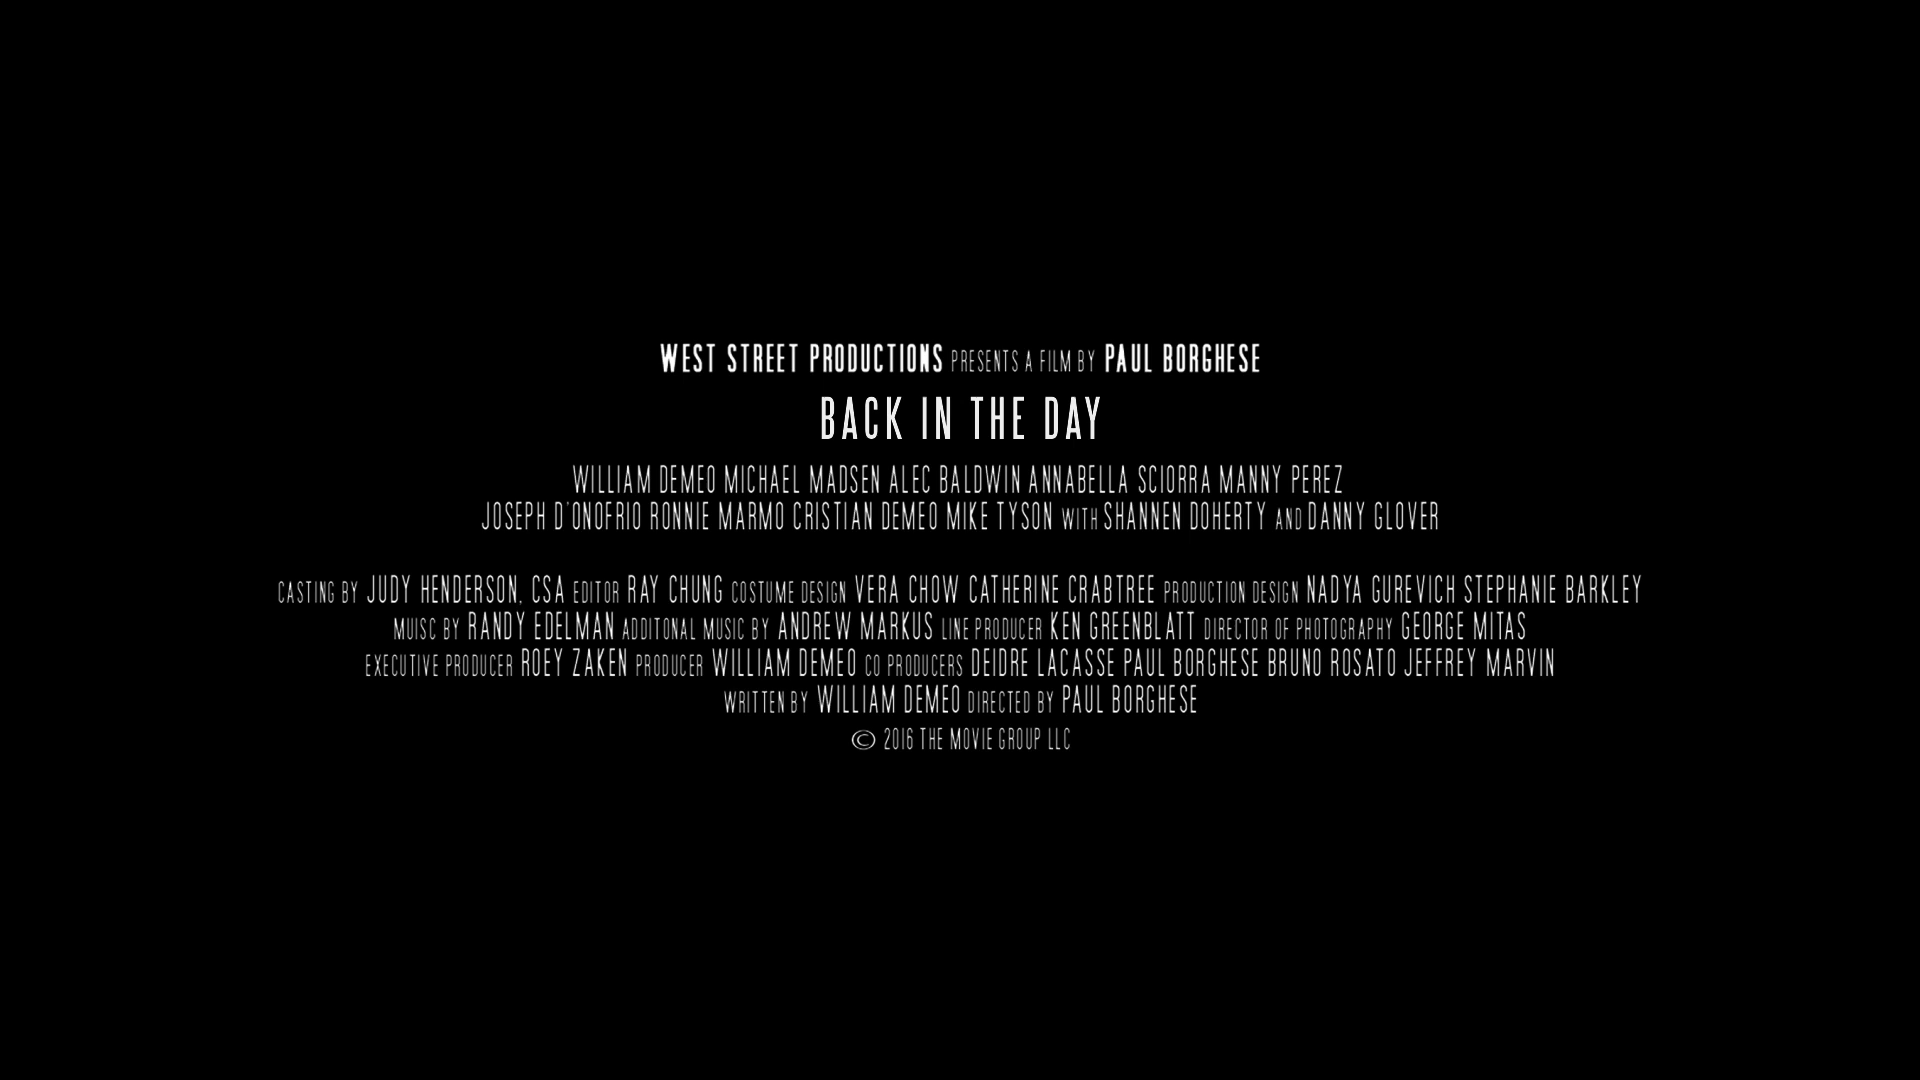 WEST STREET PRODUCTIONS PRESENTS A FILM BY PAUL BORGHESE
BACK IN THE DAY
WILLIAM DEMEO MICHAEL MADSEN ALEC BALDWIN ANNABELLA SCIORRA MANNY PEREZ
JOSEPH D'ONOFRIO RONNIE MARMO CRISTIAN DEMEO MIKE TYSON WITH SHANNEN DOHERTY AND DANNY GLOVER
CASTING BY JUDY HENDERSON, CSA EDITOR RAY CHUNG COSTUME DESIGN VERA CHOW CATHERINE CRABTREE PRODUCTION DESIGN NADYA GUREVICH STEPHANIE BARKLEY
MUISC BY RANDY EDELMAN ADDITONAL MUSIC BY ANDREW MARKUS LINE PRODUCER KEN GREENBLATT DIRECTOR OF PHOTOGRAPHY GEORGE MITAS
EXECUTIVE PRODUCER ROEY ZAKEN PRODUCER WILLIAM DEMEO CO PRODUCERS DEIDRE LACASSE PAUL BORGHESE BRUNO ROSATO JEFFREY MARVIN
WRITTEN BY WILLIAM DEMEO DIRECTED BY PAUL BORGHESE
© 2016 THE MOVIE GROUP LLC